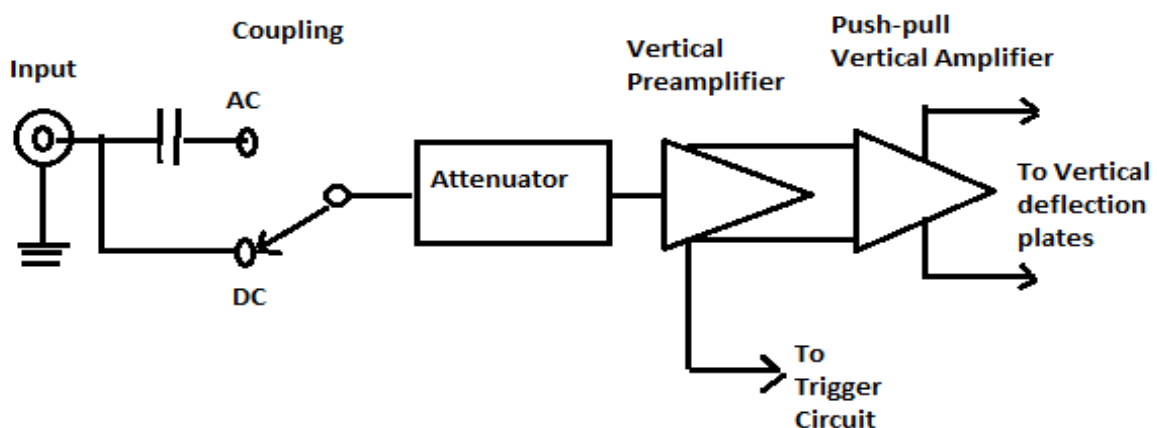 Coupling
Input
AC
DC
Attenuator
Vertical
Preamplifier
Push-pull
Vertical Amplifier
To Vertical
deflection
plates
To
Trigger
Circuit